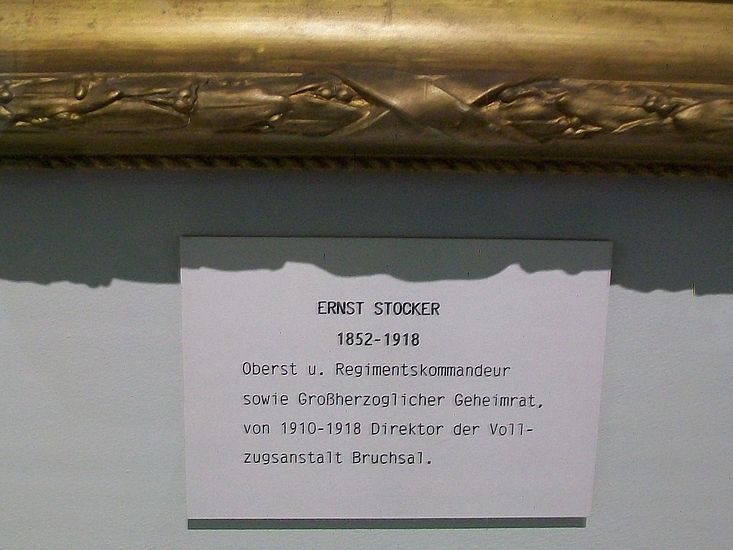 ERNST STOCKER
1852-1918
Oberst u. Regimentskommandeur
sowie Großherzoglicher Geheimrat,
von 1910-1918 Direktor der Voll-
zugsanstalt Bruchsal.